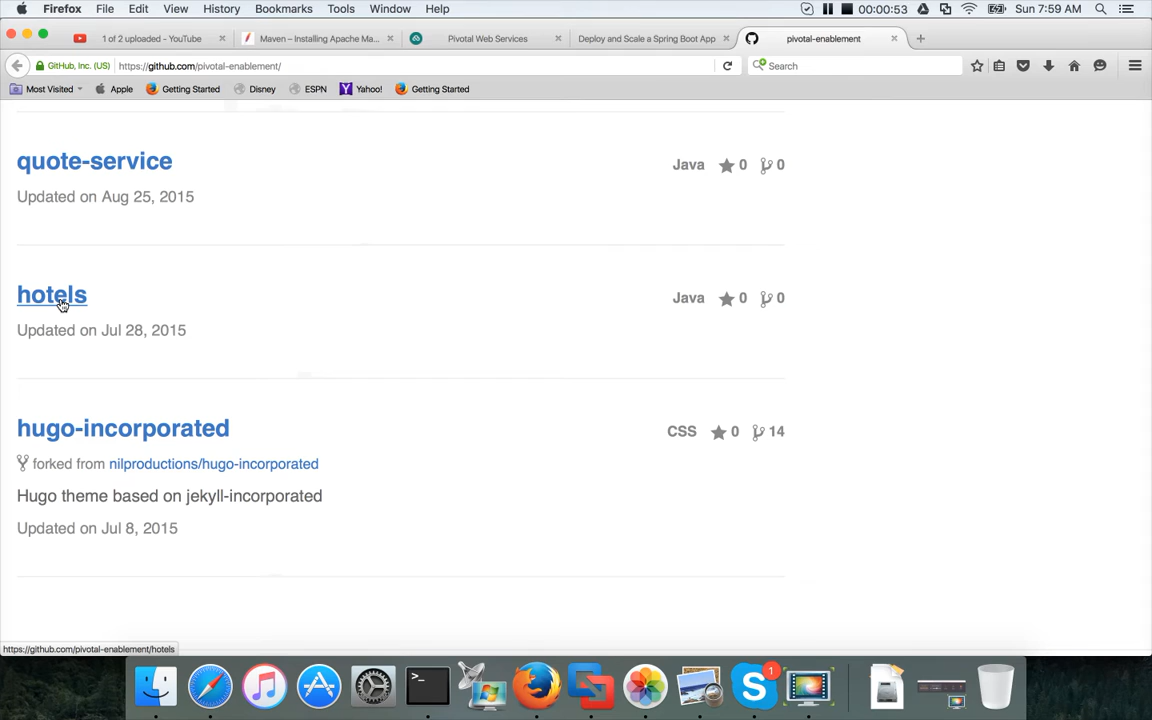 Firefox File Edit View History Bookmarks Tools Window Help 00:00:53 Sun 7:59 AM
1 of 2 uploaded - YouTube Maven – Installing Apache Ma... Pivotal Web Services Deploy and Scale a Spring Boot App pivotal-enablement
GitHub, Inc. (US) https://github.com/pivotal-enablement/ Search
Most Visited Apple Getting Started Disney ESPN Yahoo! Getting Started
quote-service Java 0 0
Updated on Aug 25, 2015
hotels Java 0 0
Updated on Jul 28, 2015
hugo-incorporated CSS 0 14
forked from nilproductions/hugo-incorporated
Hugo theme based on jekyll-incorporated
Updated on Jul 8, 2015
https://github.com/pivotal-enablement/hotels
1